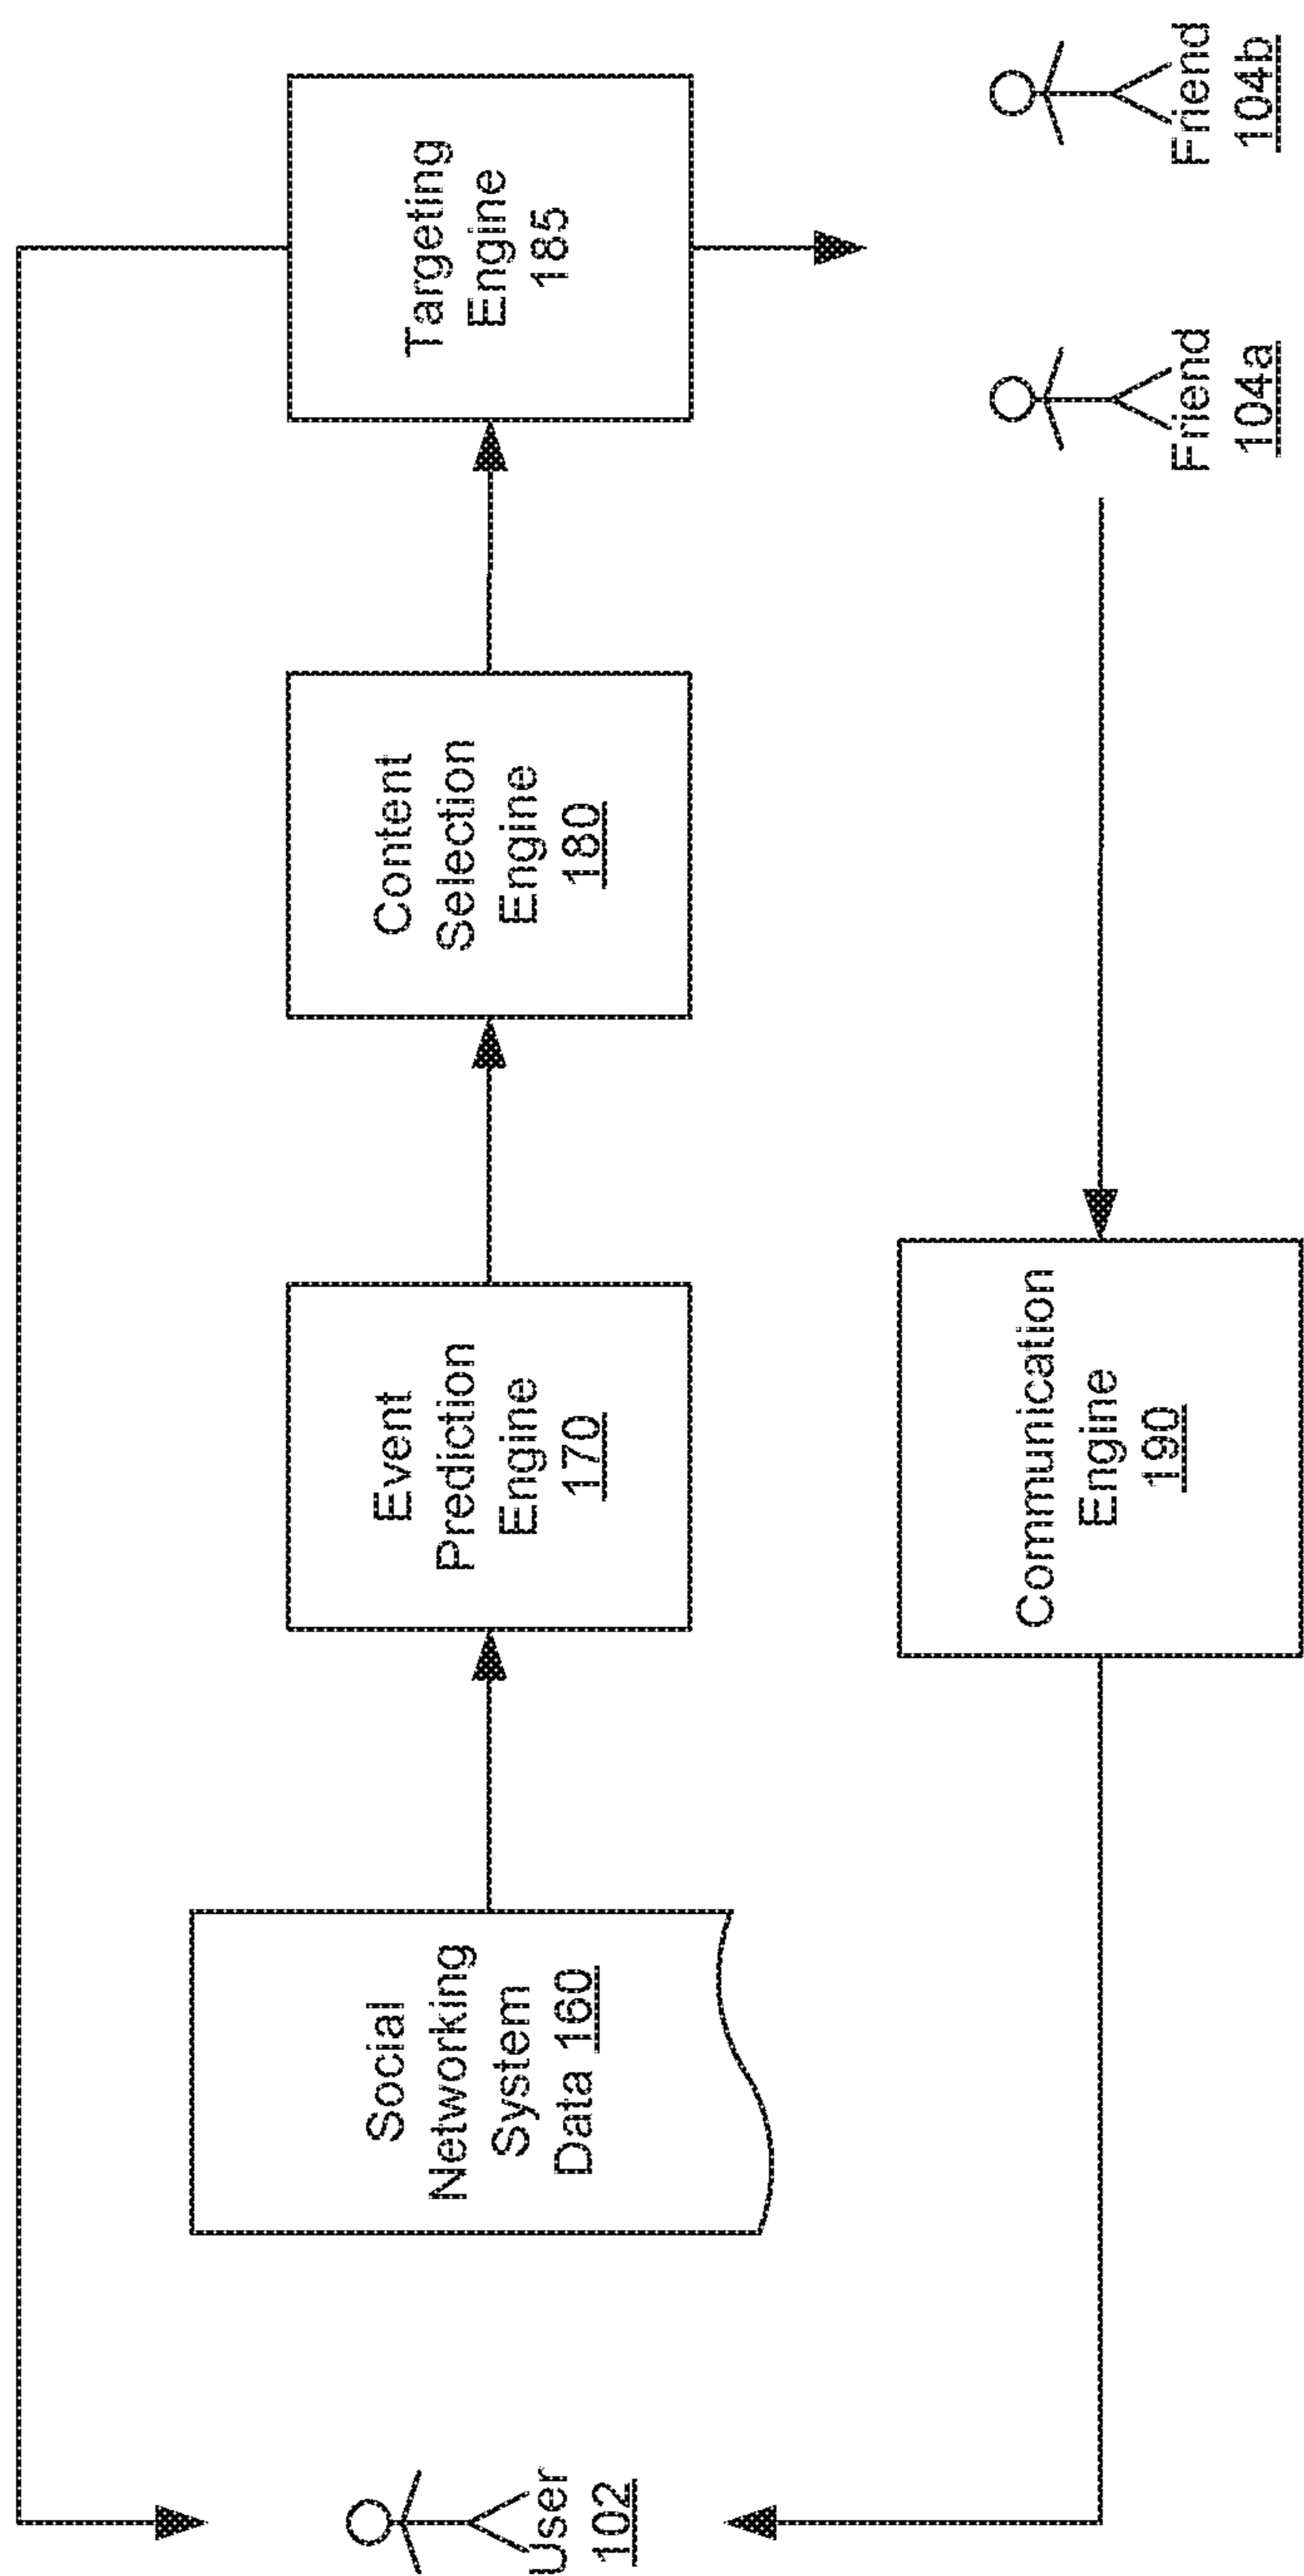 User
102
Social
Networking
System
Data 160
Event
Prediction
Engine
170
Content
Selection
Engine
180
Targeting
Engine
185
Communication
Engine
190
Friend
104a
Friend
104b